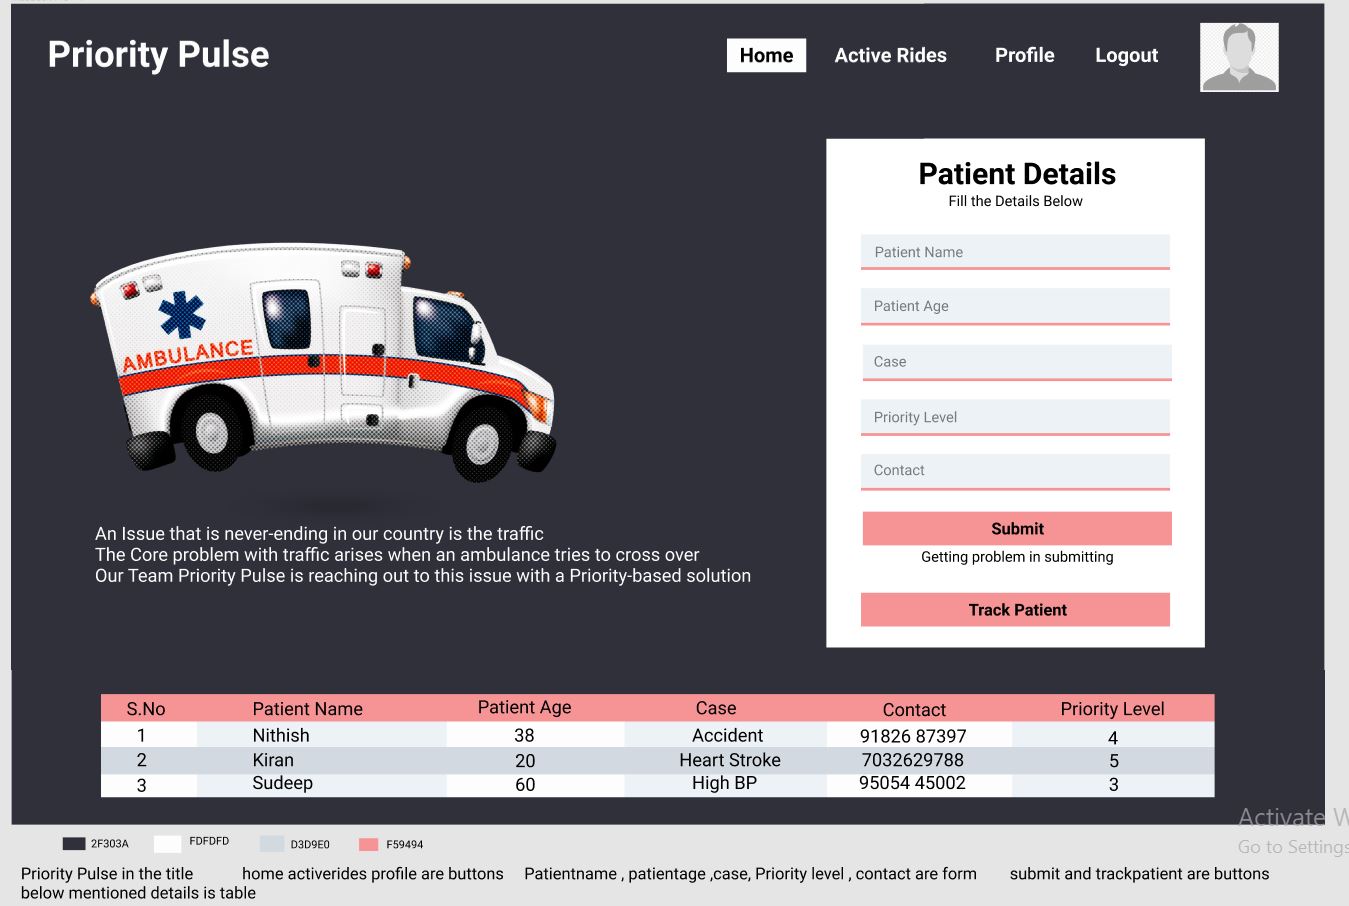 Priority Pulse
Home Active Rides Profile Logout
Patient Details
Fill the Details Below
Patient Name
Patient Age
Case
Priority Level
Contact
Submit
Getting problem in submitting
Track Patient
AMBULANCE
An Issue that is never-ending in our country is the traffic
The Core problem with traffic arises when an ambulance tries to cross over
Our Team Priority Pulse is reaching out to this issue with a Priority-based solution
S.No Patient Name Patient Age Case Contact Priority Level
1 Nithish 38 Accident 91826 87397 4
2 Kiran 20 Heart Stroke 7032629788 5
3 Sudeep 60 High BP 95054 45002 3
2F303A FDFDFD D3D9E0 F59494
Activate W
Go to Settings
Priority Pulse in the title home activerides profile are buttons Patientname , patientage ,case, Priority level , contact are form submit and trackpatient are buttons
below mentioned details is table